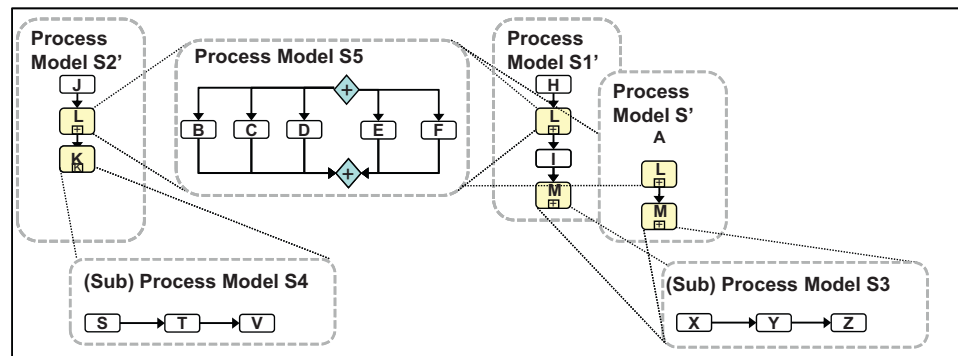 Process
Model S2'
J
L
+
K
Process Model S5
+
B
C
D
E
F
+
Process
Model S1'
H
L
+
I
M
+
Process
Model S'
A
L
+
M
+
(Sub) Process Model S4
S
T
V
(Sub) Process Model S3
X
Y
Z